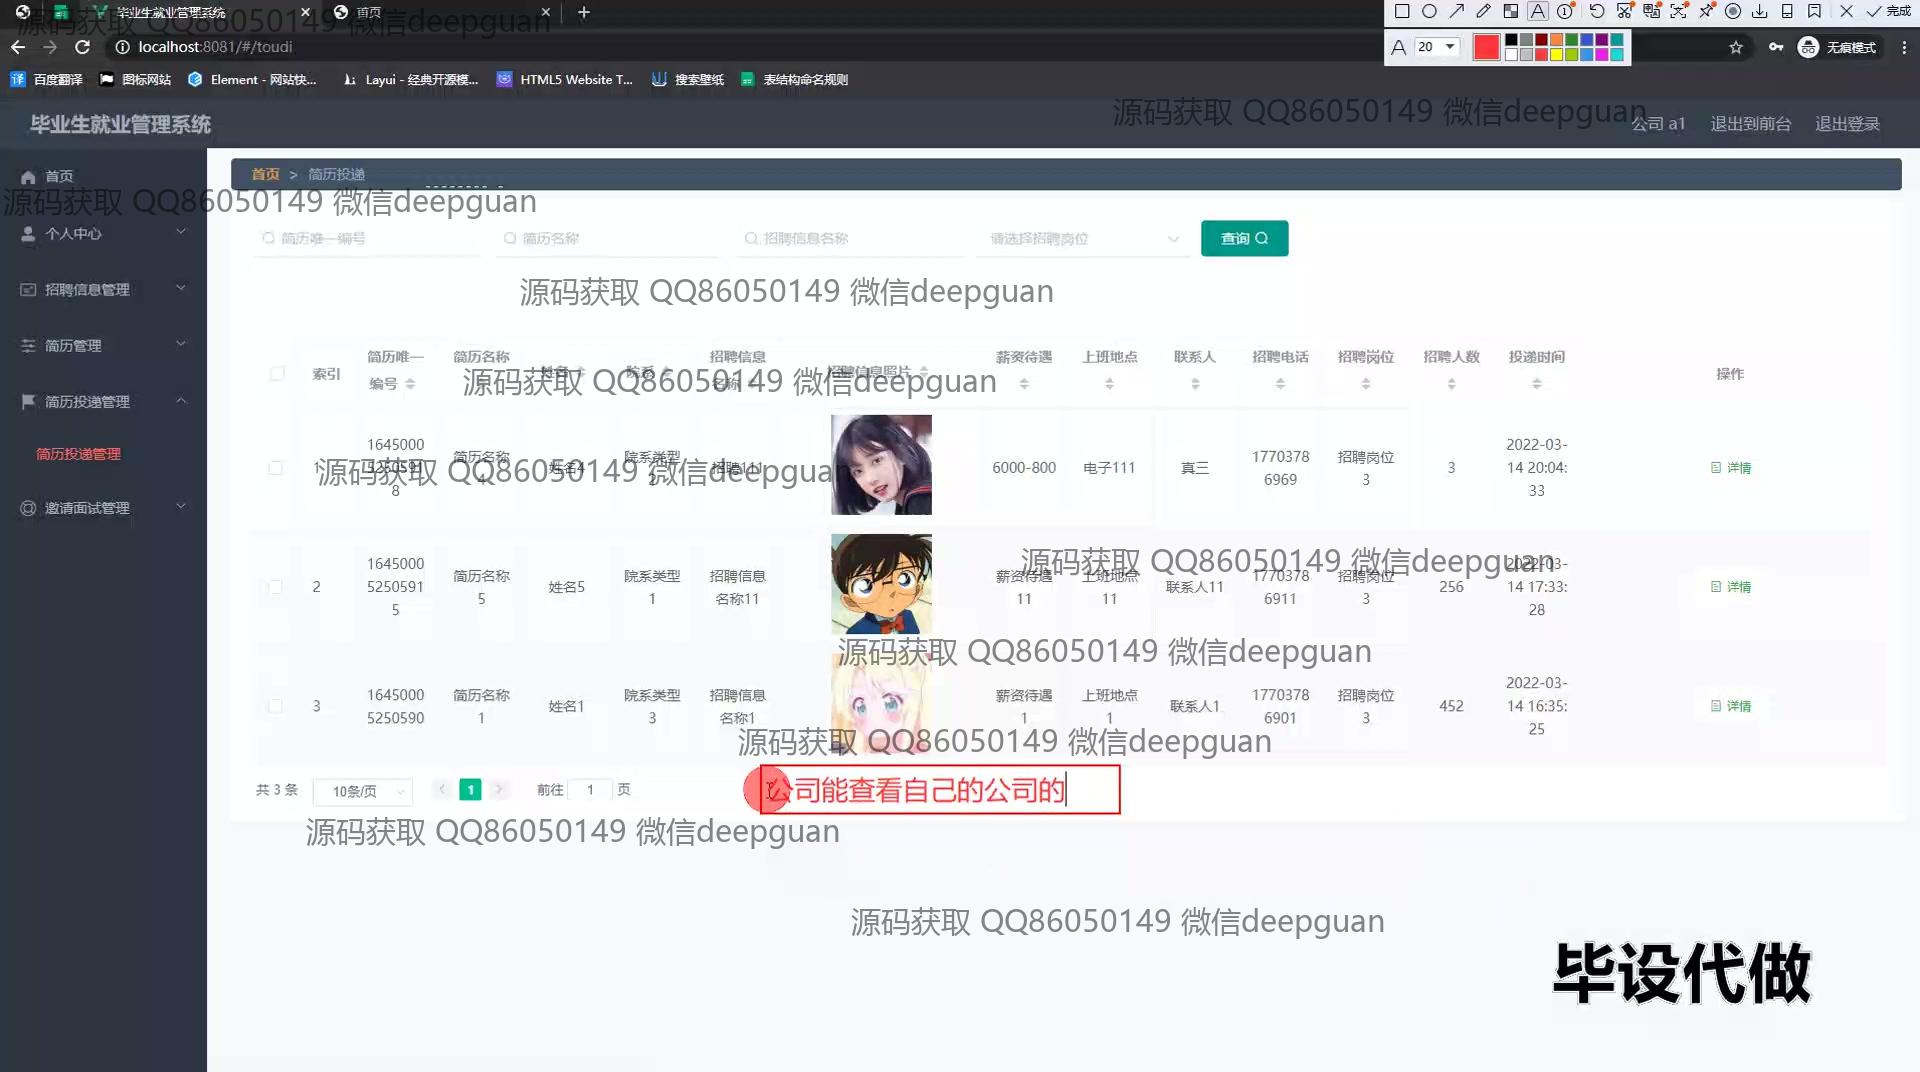 毕业生就业管理系统
首页
源码获取 QQ86050149 微信deepguan
localhost:8081/#/toudi
20
完成
无痕模式
百度翻译
图标网站
Element - 网站快...
Layui - 经典开源模...
HTML5 Website T...
搜索壁纸
表结构命名规则
毕业生就业管理系统
源码获取 QQ86050149 微信deepguan
公司 a1
退出到前台
退出登录
首页
个人中心
招聘信息管理
简历管理
简历投递管理
简历投递管理
邀请面试管理
首页 > 简历投递
源码获取 QQ86050149 微信deepguan
简历唯一编号
简历名称
招聘信息名称
请选择招聘岗位
查询
源码获取 QQ86050149 微信deepguan
索引
简历唯一编号
简历名称
姓名
院系
招聘信息名称
招聘信息照片
薪资待遇
上班地点
联系人
招聘电话
招聘岗位
招聘人数
投递时间
操作
源码获取 QQ86050149 微信deepguan
1
1645000
5250591
8
简历名称
4
姓名4
院系类型
2
招聘111
6000-800
电子111
真三
1770378
6969
招聘岗位
3
3
2022-03-
14 20:04:
33
详情
源码获取 QQ86050149 微信deepguan
2
1645000
5250591
5
简历名称
5
姓名5
院系类型
1
招聘信息
名称11
薪资待遇
11
上班地点
11
联系人11
1770378
6911
招聘岗位
3
256
2022-03-
14 17:33:
28
详情
源码获取 QQ86050149 微信deepguan
源码获取 QQ86050149 微信deepguan
3
1645000
5250590
简历名称
1
姓名1
院系类型
3
招聘信息
名称1
薪资待遇
1
上班地点
1
联系人1
1770378
6901
招聘岗位
3
452
2022-03-
14 16:35:
25
详情
源码获取 QQ86050149 微信deepguan
共 3 条
10条/页
1
前往 1 页
公司能查看自己的公司的
源码获取 QQ86050149 微信deepguan
源码获取 QQ86050149 微信deepguan
毕设代做